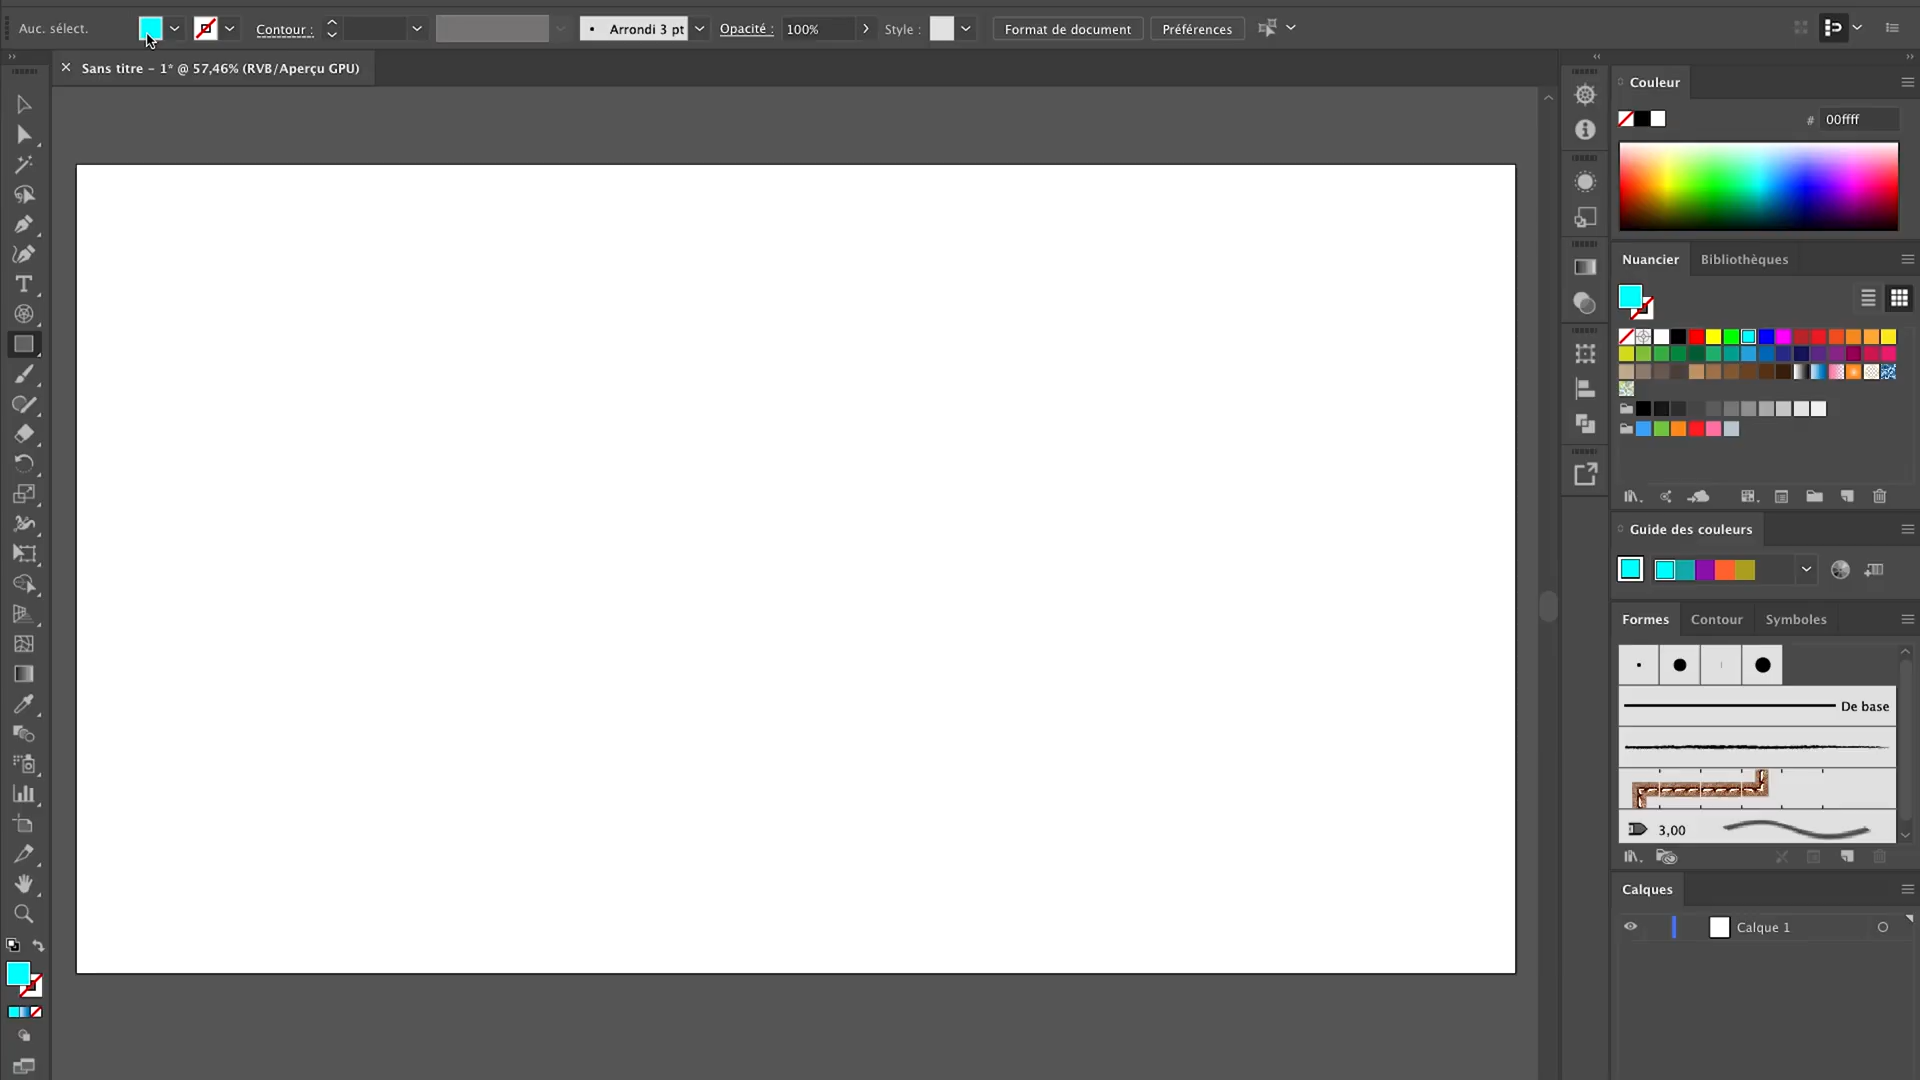 Auc. sélect.
Contour :
Arrondi 3 pt
Opacité :
100%
Style :
Format de document
Préférences
Sans titre – 1* @ 57,46% (RVB/Aperçu GPU)
Couleur
# 00ffff
Nuancier
Bibliothèques
Guide des couleurs
Formes
Contour
Symboles
De base
3,00
Calques
Calque 1